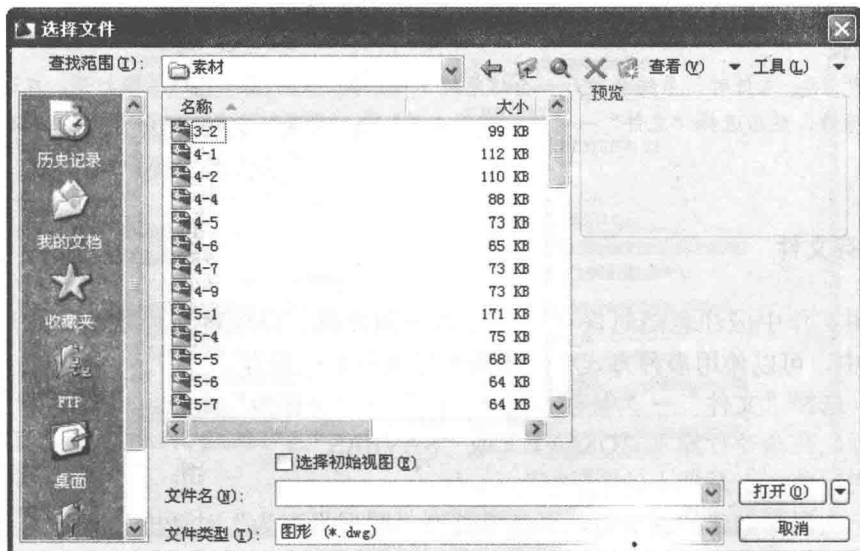 选择文件
查找范围(I): 素材 查看(V) 工具(L)
名称 大小 预览
3-2 99 KB
4-1 112 KB
4-2 110 KB
4-4 88 KB
4-5 73 KB
4-6 65 KB
4-7 73 KB
4-9 73 KB
5-1 171 KB
5-4 75 KB
5-5 68 KB
5-6 64 KB
5-7 64 KB
历史记录
我的文档
收藏夹
FTP
桌面
选择初始视图(E)
文件名(N): 打开(O)
文件类型(T): 图形 (*.dwg) 取消